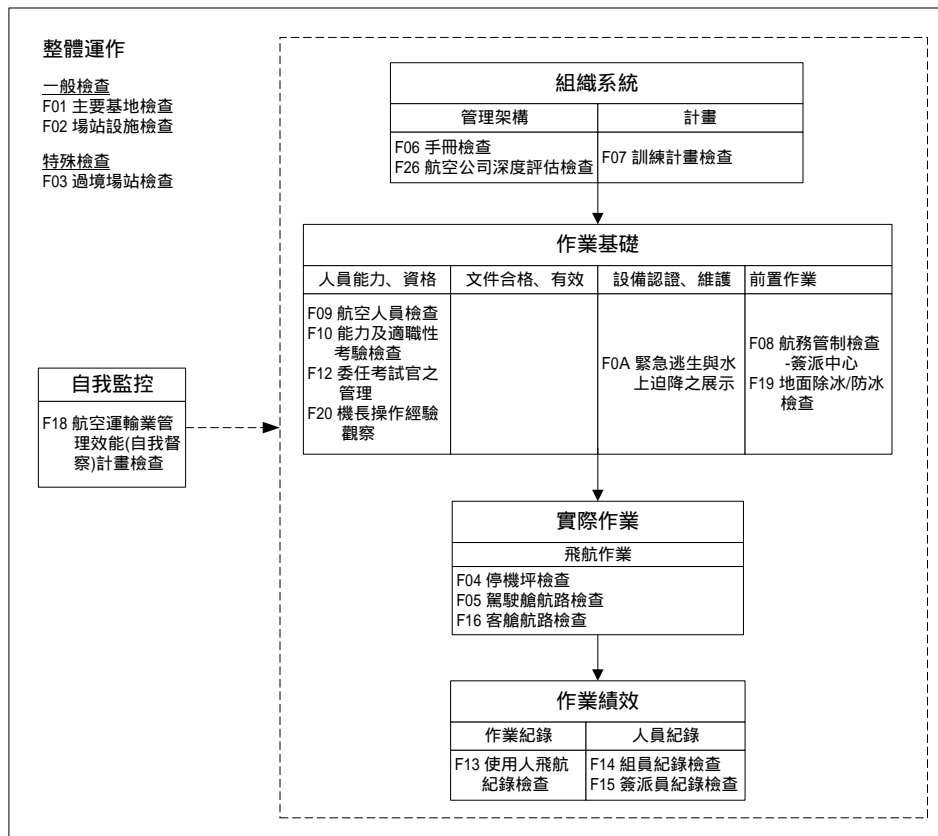 整體運作
一般檢查
F01 主要基地檢查
F02 場站設施檢查
特殊檢查
F03 過境場站檢查
組織系統
管理架構
計畫
F06 手冊檢查
F26 航空公司深度評估檢查
F07 訓練計畫檢查
作業基礎
人員能力、資格
文件合格、有效
設備認證、維護
前置作業
F09 航空人員檢查
F10 能力及適職性
考驗檢查
F12 委任考試官之
管理
F20 機長操作經驗
觀察
F0A 緊急逃生與水
上迫降之展示
F08 航務管制檢查
-簽派中心
F19 地面除冰/防冰
檢查
自我監控
F18 航空運輸業管
理效能(自我督
察)計畫檢查
實際作業
飛航作業
F04 停機坪檢查
F05 駕駛艙航路檢查
F16 客艙航路檢查
作業績效
作業紀錄
人員紀錄
F13 使用人飛航
紀錄檢查
F14 組員紀錄檢查
F15 簽派員紀錄檢查